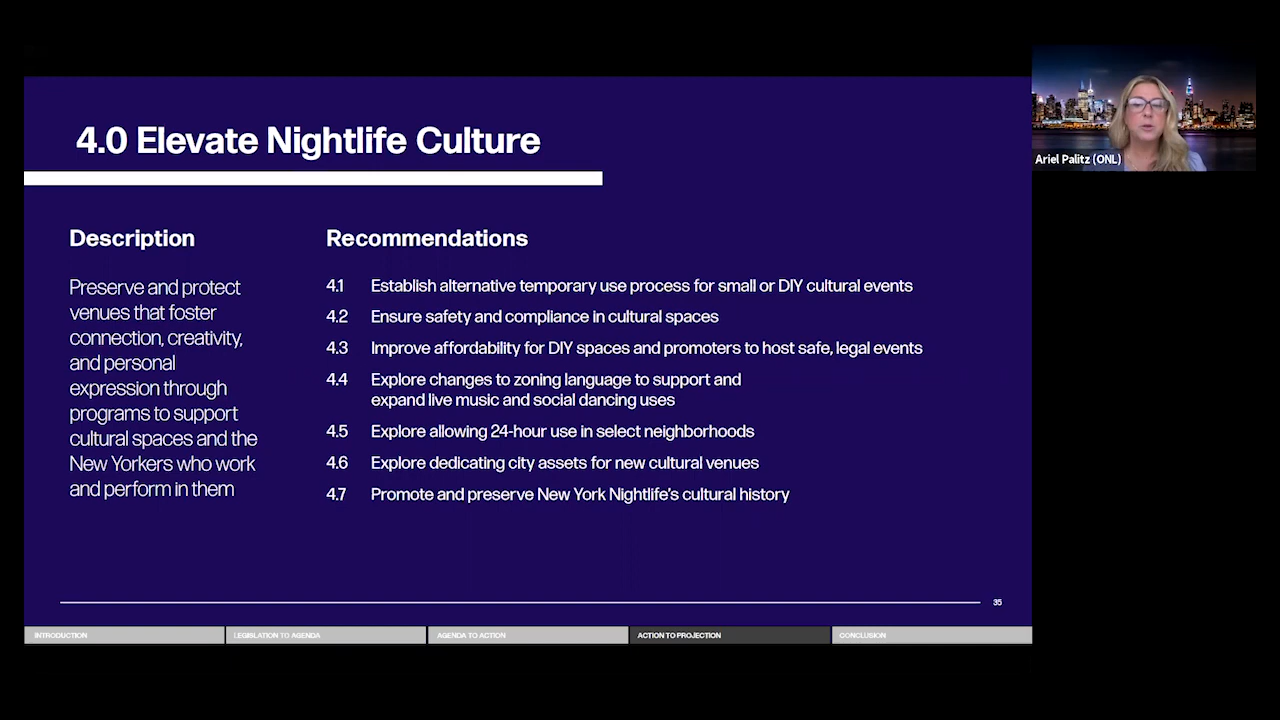 4.0 Elevate Nightlife Culture
Description
Preserve and protect
venues that foster
connection, creativity,
and personal
expression through
programs to support
cultural spaces and the
New Yorkers who work
and perform in them
Recommendations
4.1 Establish alternative temporary use process for small or DIY cultural events
4.2 Ensure safety and compliance in cultural spaces
4.3 Improve affordability for DIY spaces and promoters to host safe, legal events
4.4 Explore changes to zoning language to support and
expand live music and social dancing uses
4.5 Explore allowing 24-hour use in select neighborhoods
4.6 Explore dedicating city assets for new cultural venues
4.7 Promote and preserve New York Nightlife's cultural history
35
INTRODUCTION
LEGISLATION TO AGENDA
AGENDA TO ACTION
ACTION TO PROJECTION
CONCLUSION
Ariel Palitz (ONL)